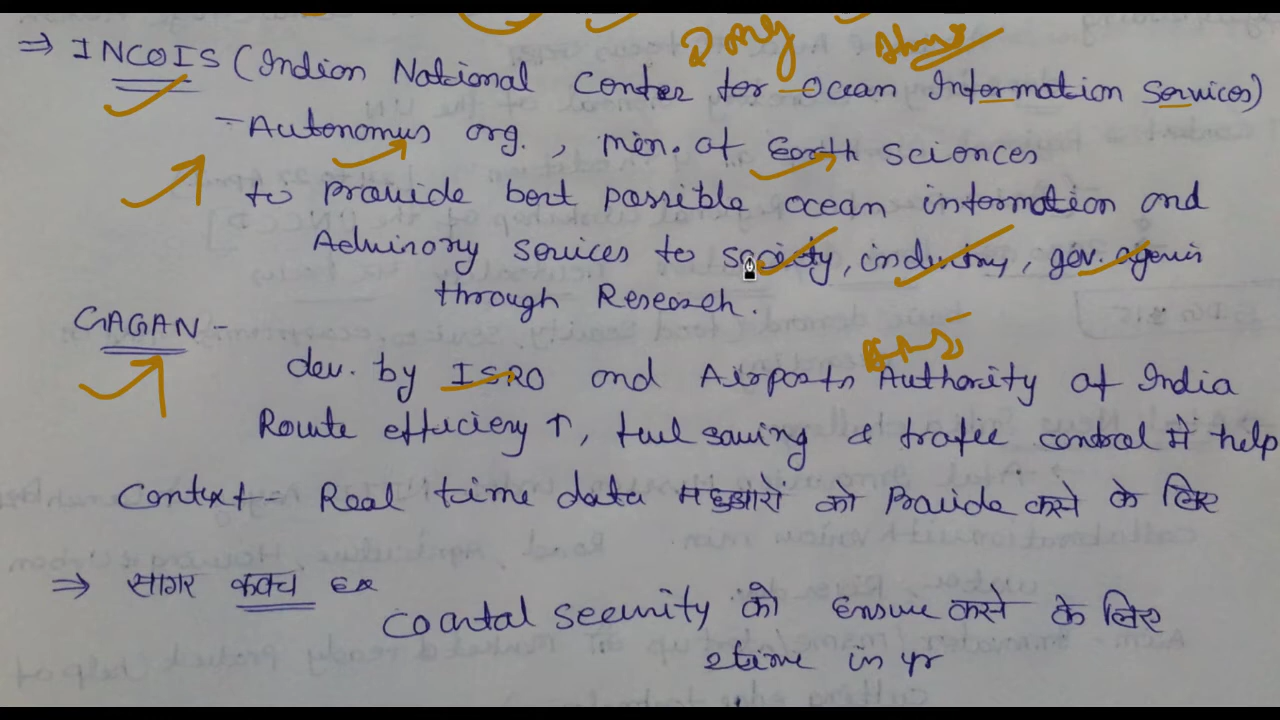 ⇒ INCOIS (Indian National Center for Ocean Information Services)
- Autonomus org., min. of Earth Sciences
to provide best possible ocean information and
Advisory services to society, industry, gov. agencies
through Research.
GAGAN -
dev. by ISRO and Airports Authority of India
Route efficiency ↑, fuel saving & traffic control में help
Context - Real time data मछुआरों को Provide करने के लिए
⇒ सागर कवच ex
Coastal security को Ensure करने के लिए
2 time in yr